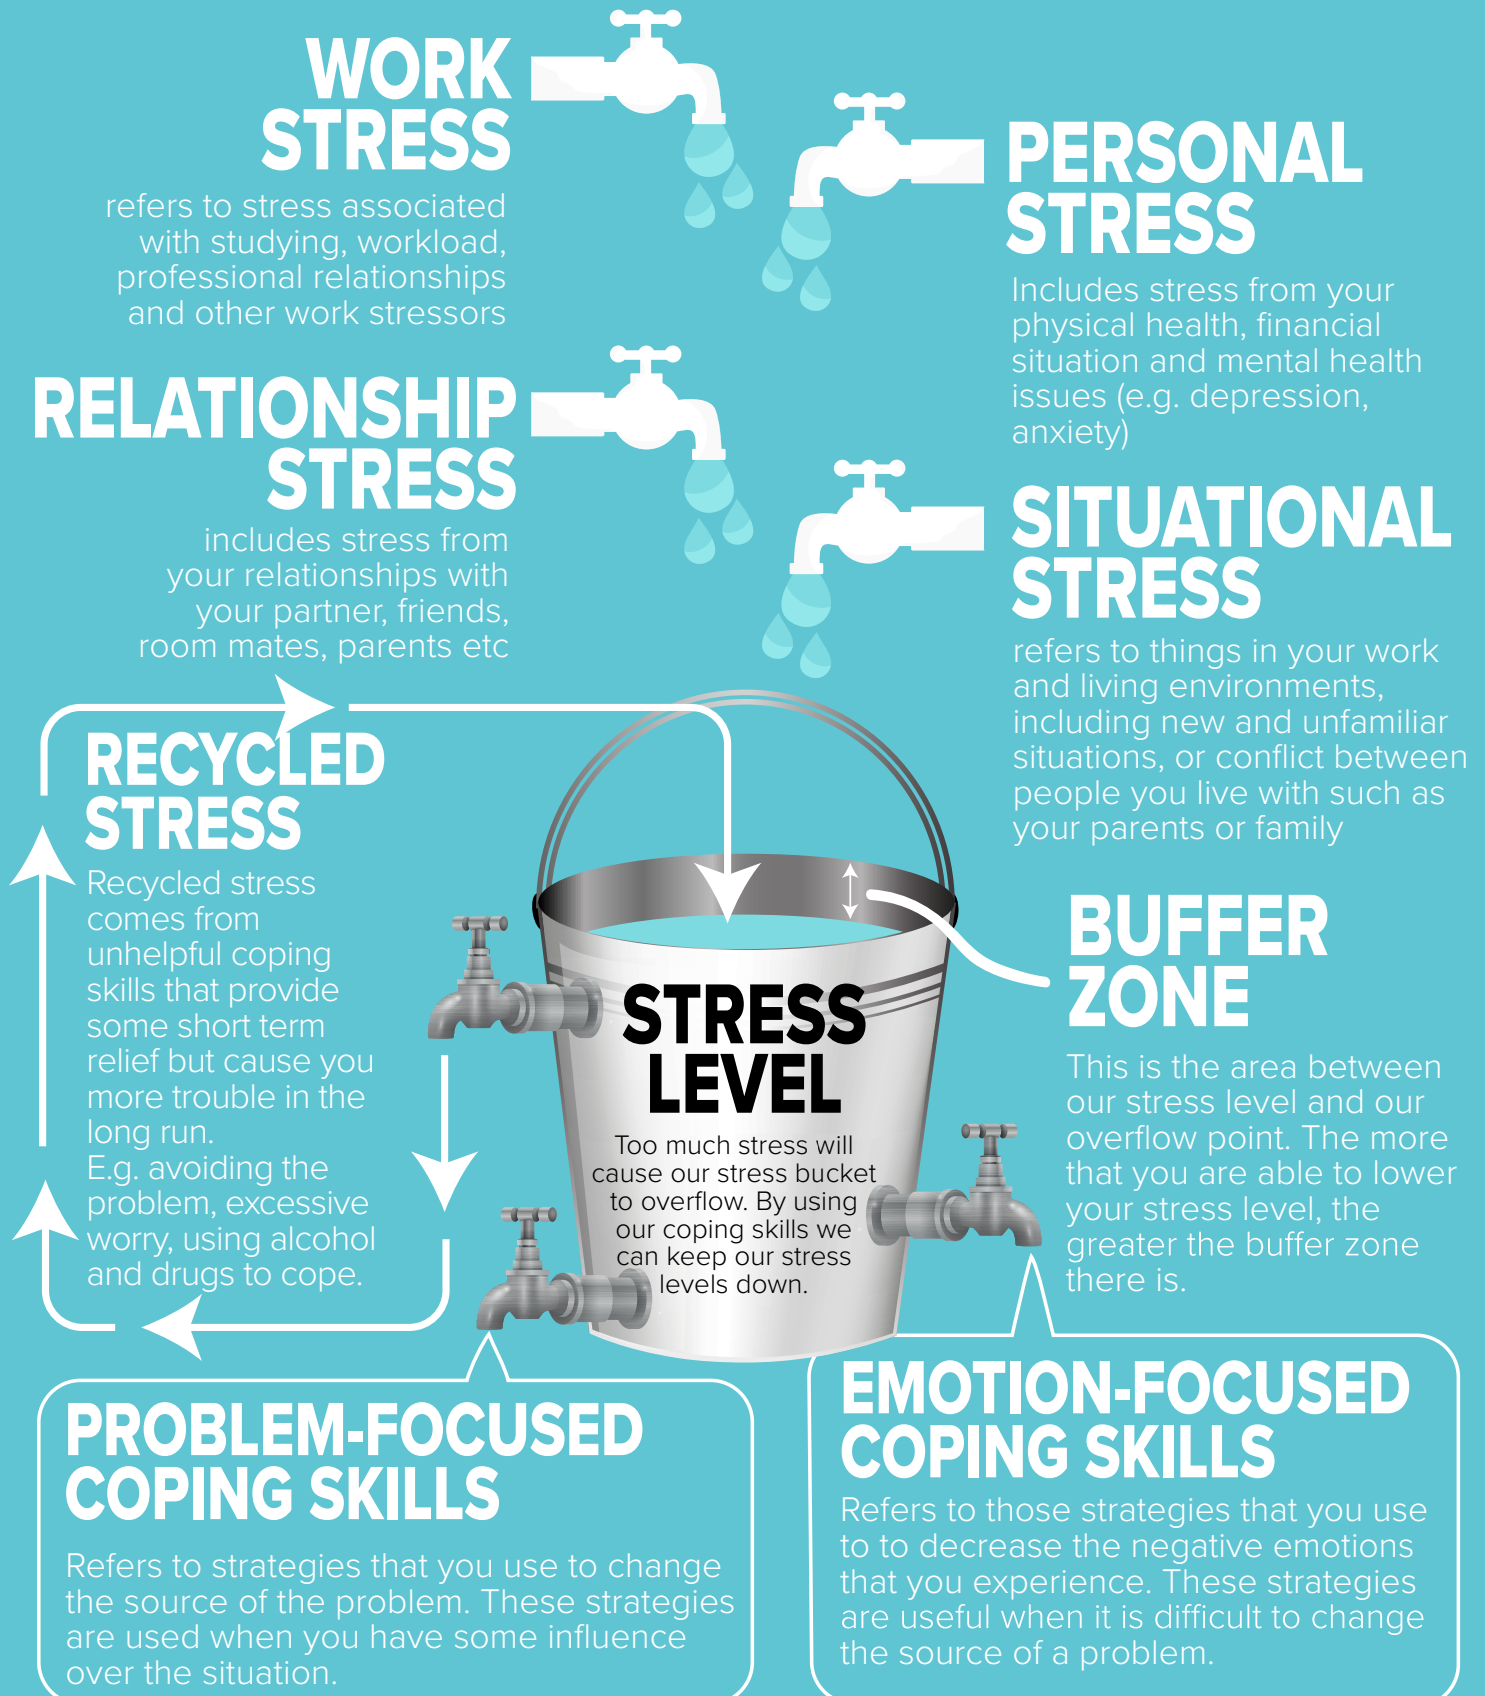 WORK
STRESS
refers to stress associated
with studying, workload,
professional relationships
and other work stressors
PERSONAL
STRESS
Includes stress from your
physical health, financial
situation and mental health
issues (e.g. depression,
anxiety)
RELATIONSHIP
STRESS
includes stress from
your relationships with
your partner, friends,
room mates, parents etc
SITUATIONAL
STRESS
refers to things in your work
and living environments,
including new and unfamiliar
situations, or conflict between
people you live with such as
your parents or family
RECYCLED
STRESS
Recycled stress
comes from
unhelpful coping
skills that provide
some short term
relief but cause you
more trouble in the
long run.
E.g. avoiding the
problem, excessive
worry, using alcohol
and drugs to cope.
STRESS
LEVEL
Too much stress will
cause our stress bucket
to overflow. By using
our coping skills we
can keep our stress
levels down.
BUFFER
ZONE
This is the area between
our stress level and our
overflow point. The more
that you are able to lower
your stress level, the
greater the buffer zone
there is.
PROBLEM-FOCUSED
COPING SKILLS
Refers to strategies that you use to change
the source of the problem. These strategies
are used when you have some influence
over the situation.
EMOTION-FOCUSED
COPING SKILLS
Refers to those strategies that you use
to to decrease the negative emotions
that you experience. These strategies
are useful when it is difficult to change
the source of a problem.